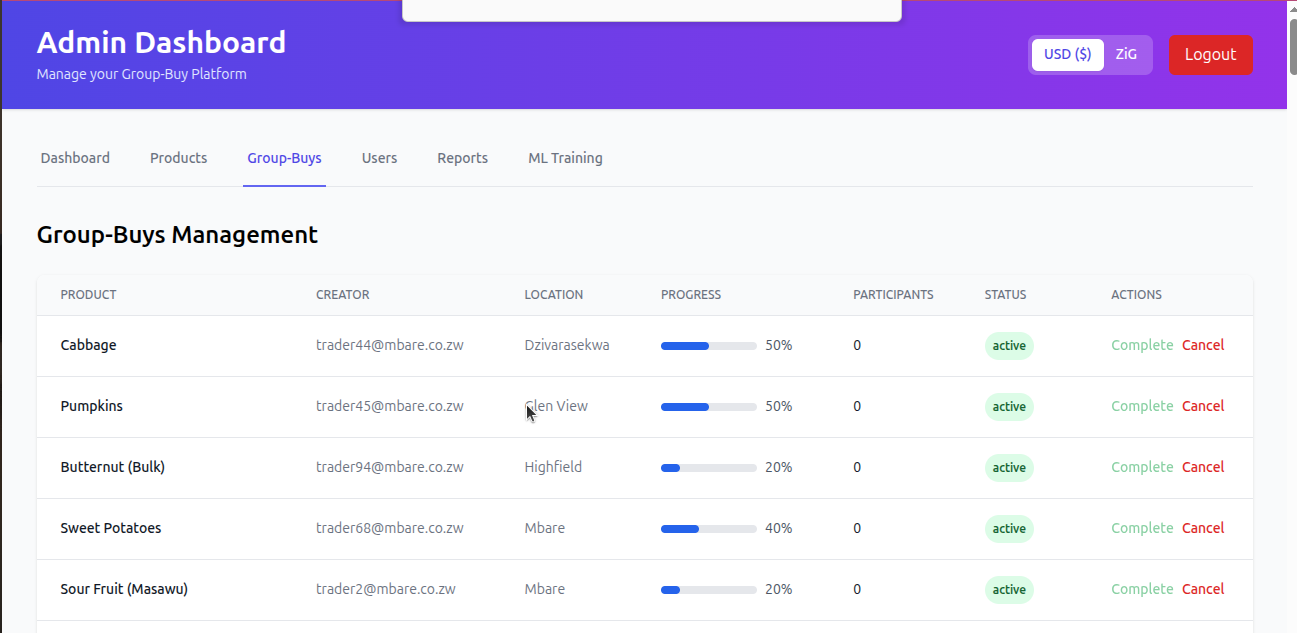 Admin Dashboard
Manage your Group-Buy Platform
USD ($) ZiG Logout
Dashboard Products Group-Buys Users Reports ML Training
Group-Buys Management
PRODUCT CREATOR LOCATION PROGRESS PARTICIPANTS STATUS ACTIONS
Cabbage trader44@mbare.co.zw Dzivarasekwa 50% 0 active Complete Cancel
Pumpkins trader45@mbare.co.zw Glen View 50% 0 active Complete Cancel
Butternut (Bulk) trader94@mbare.co.zw Highfield 20% 0 active Complete Cancel
Sweet Potatoes trader68@mbare.co.zw Mbare 40% 0 active Complete Cancel
Sour Fruit (Masawu) trader2@mbare.co.zw Mbare 20% 0 active Complete Cancel